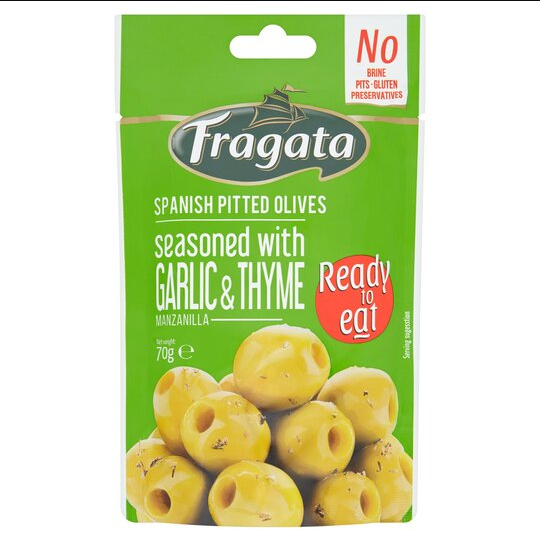 No
BRINE
PITS · GLUTEN
PRESERVATIVES
Fragata
SPANISH PITTED OLIVES
seasoned with
GARLIC & THYME
MANZANILLA
Ready
to
eat
Net weight
70g ℮
Serving suggestion